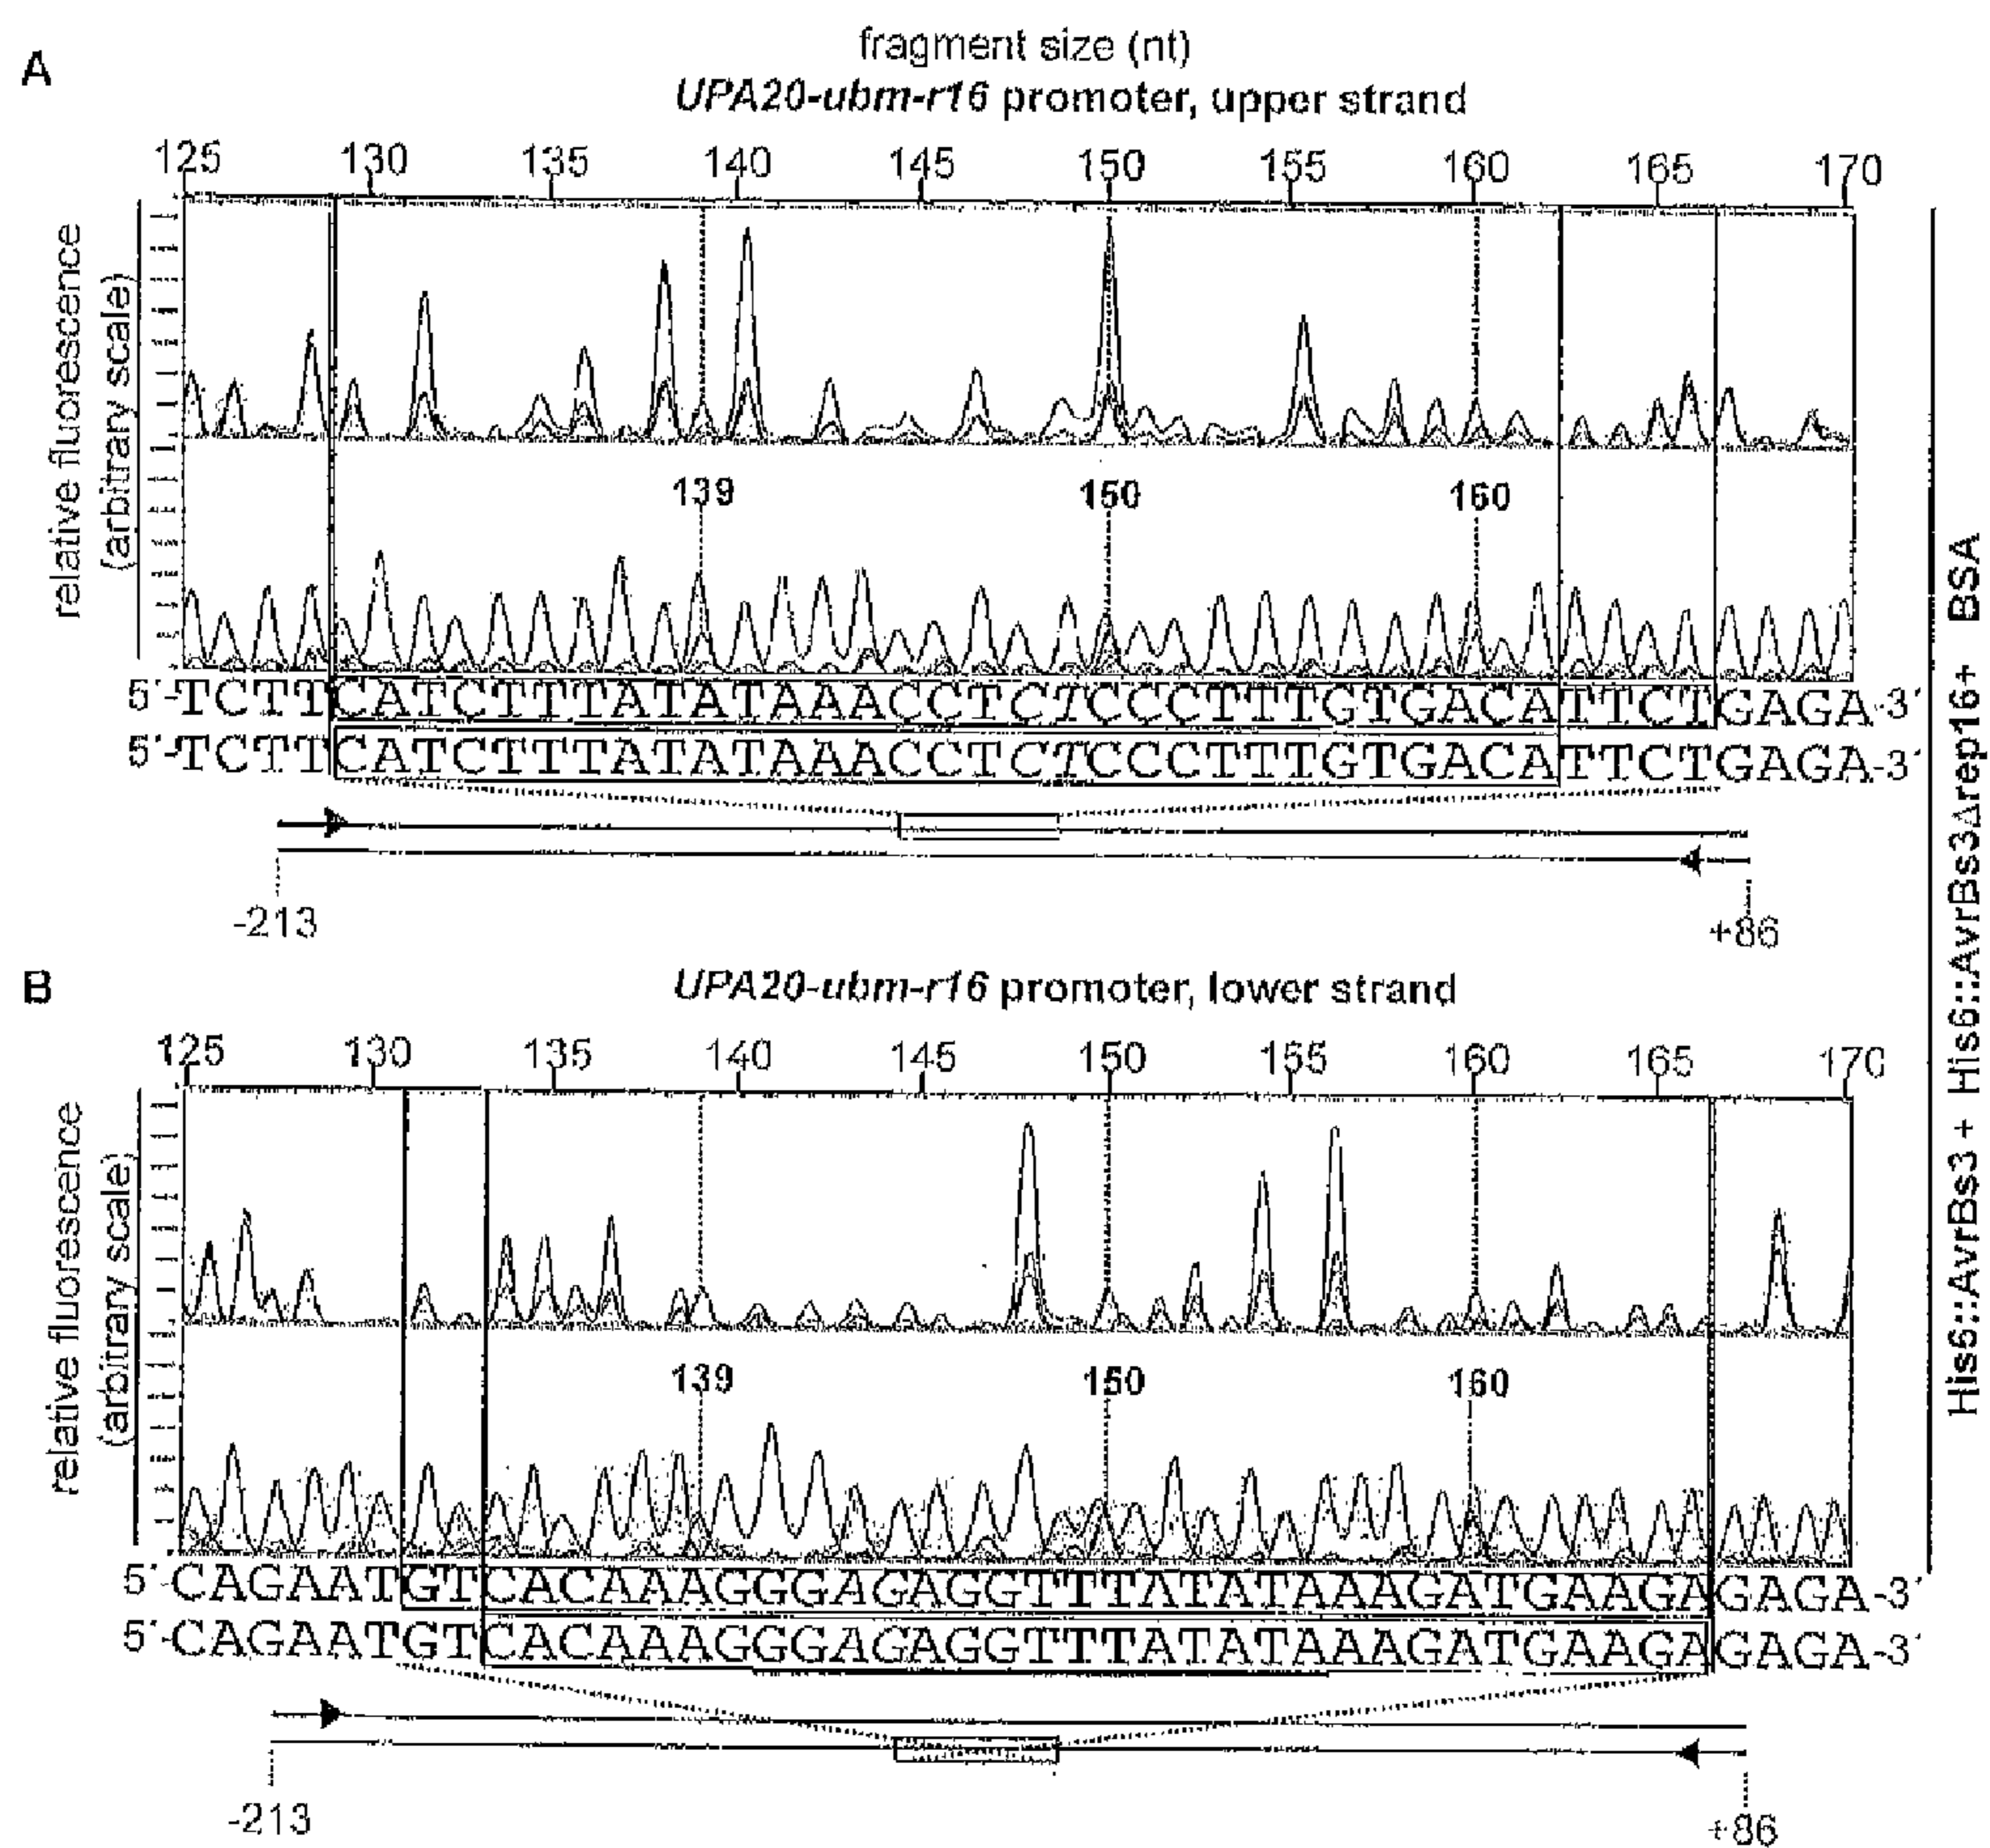 A
fragment size (nt)
UPA20-ubm-r16 promoter, upper strand
125 130 135 140 145 150 155 160 165 170
relative fluorescence
(arbitrary scale)
139 150 160
5´-TCTTCATCTTTATATAAACCTCTCCCTTTGTGACATTCTGAGA-3´
5´-TCTTCATCTTTATATAAACCTCTCCCTTTGTGACATTCTGAGA-3´
-213 +86
B
UPA20-ubm-r16 promoter, lower strand
125 130 135 140 145 150 155 160 165 170
relative fluorescence
(arbitrary scale)
139 150 160
5´-CAGAATGTCACAAAGGGAGAGGTTTATATAAAGATGAAGAGAGA-3´
5´-CAGAATGTCACAAAGGGAGAGGTTTATATAAAGATGAAGAGAGA-3´
-213 +86
His6::AvrBs3 + His6::AvrBs3Δrep16+ BSA